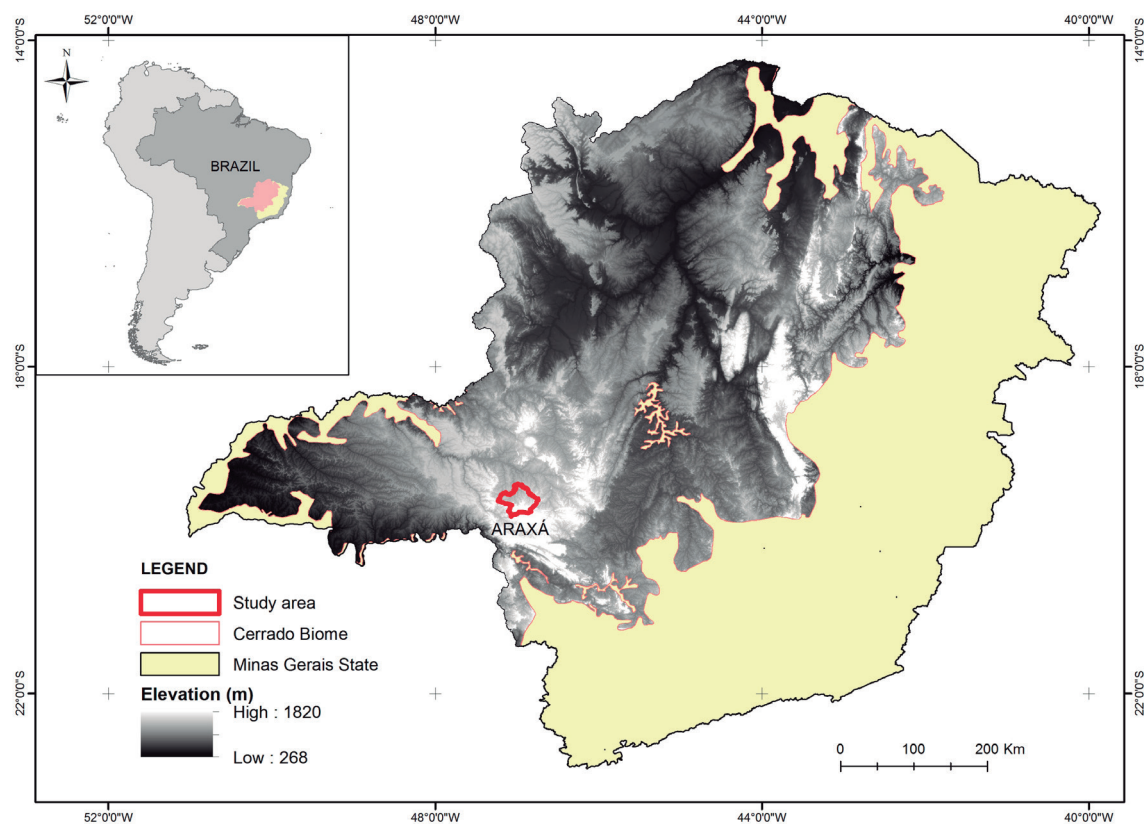 52°0'0"W 48°0'0"W 44°0'0"W 40°0'0"W
14°0'0"S 14°0'0"S
N
BRAZIL
18°0'0"S 18°0'0"S
ARAXÁ
LEGEND
Study area
Cerrado Biome
Minas Gerais State
Elevation (m)
High : 1820
Low : 268
22°0'0"S 22°0'0"S
0 100 200 Km
52°0'0"W 48°0'0"W 44°0'0"W 40°0'0"W